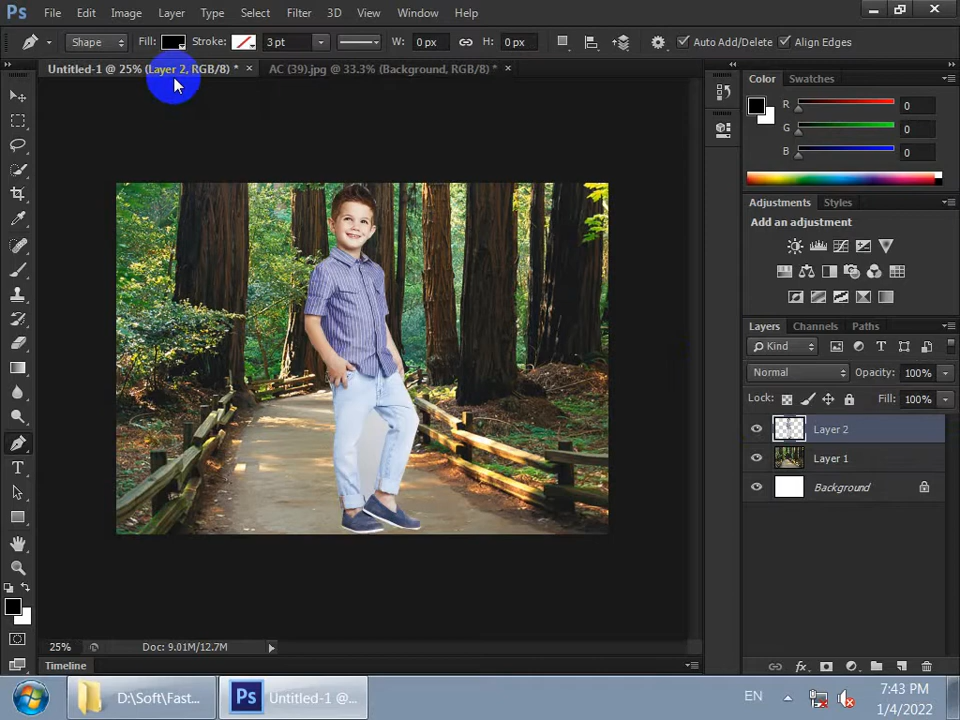 Ps File Edit Image Layer Type Select Filter 3D View Window Help
Shape Fill: Stroke: 3 pt W: 0 px H: 0 px Auto Add/Delete Align Edges
Untitled-1 @ 25% (Layer 2, RGB/8) * × AC (39).jpg @ 33.3% (Background, RGB/8) * ×
Color Swatches
R 0
G 0
B 0
Adjustments Styles
Add an adjustment
Layers Channels Paths
Kind
Normal Opacity: 100%
Lock: Fill: 100%
Layer 2
Layer 1
Background
25% Doc: 9.01M/12.7M
Timeline
D:\Soft\Fast... Ps Untitled-1 @... EN 7:43 PM
1/4/2022